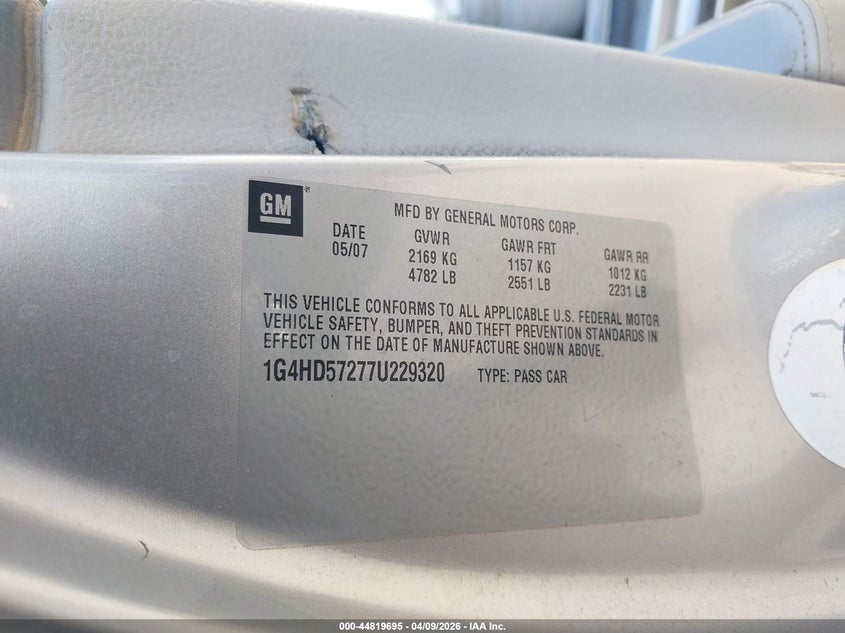 GM ®
MFD BY GENERAL MOTORS CORP.
DATE GVWR GAWR FRT GAWR RR
05/07 2169 KG 1157 KG 1012 KG
4782 LB 2551 LB 2231 LB
THIS VEHICLE CONFORMS TO ALL APPLICABLE U.S. FEDERAL MOTOR
VEHICLE SAFETY, BUMPER, AND THEFT PREVENTION STANDARDS IN
EFFECT ON THE DATE OF MANUFACTURE SHOWN ABOVE.
1G4HD57277U229320 TYPE: PASS CAR
000-44819695 | 04/09/2026 | IAA Inc.